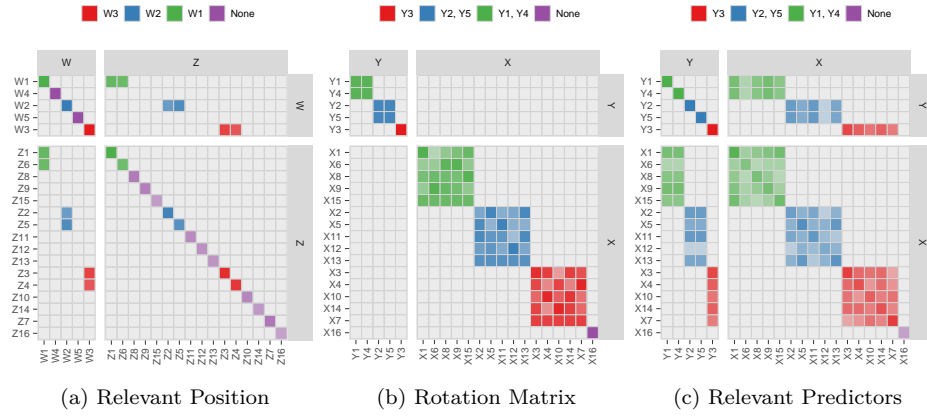 W3 W2 W1 None
W Z
W1
W4
W2
W5
W3
W
Z1
Z6
Z8
Z9
Z15
Z2
Z5
Z11
Z12
Z13
Z3
Z4
Z10
Z14
Z7
Z16
Z
W1 W4 W2 W5 W3 Z1 Z6 Z8 Z9 Z15 Z2 Z5 Z11 Z12 Z13 Z3 Z4 Z10 Z14 Z7 Z16
(a) Relevant Position
Y3 Y2, Y5 Y1, Y4 None
Y X
Y1
Y4
Y2
Y5
Y3
Y
X1
X6
X8
X9
X15
X2
X5
X11
X12
X13
X3
X4
X10
X14
X7
X16
X
Y1 Y4 Y2 Y5 Y3 X1 X6 X8 X9 X15 X2 X5 X11 X12 X13 X3 X4 X10 X14 X7 X16
(b) Rotation Matrix
Y3 Y2, Y5 Y1, Y4 None
Y X
Y1
Y4
Y2
Y5
Y3
Y
X1
X6
X8
X9
X15
X2
X5
X11
X12
X13
X3
X4
X10
X14
X7
X16
X
Y1 Y4 Y2 Y5 Y3 X1 X6 X8 X9 X15 X2 X5 X11 X12 X13 X3 X4 X10 X14 X7 X16
(c) Relevant Predictors